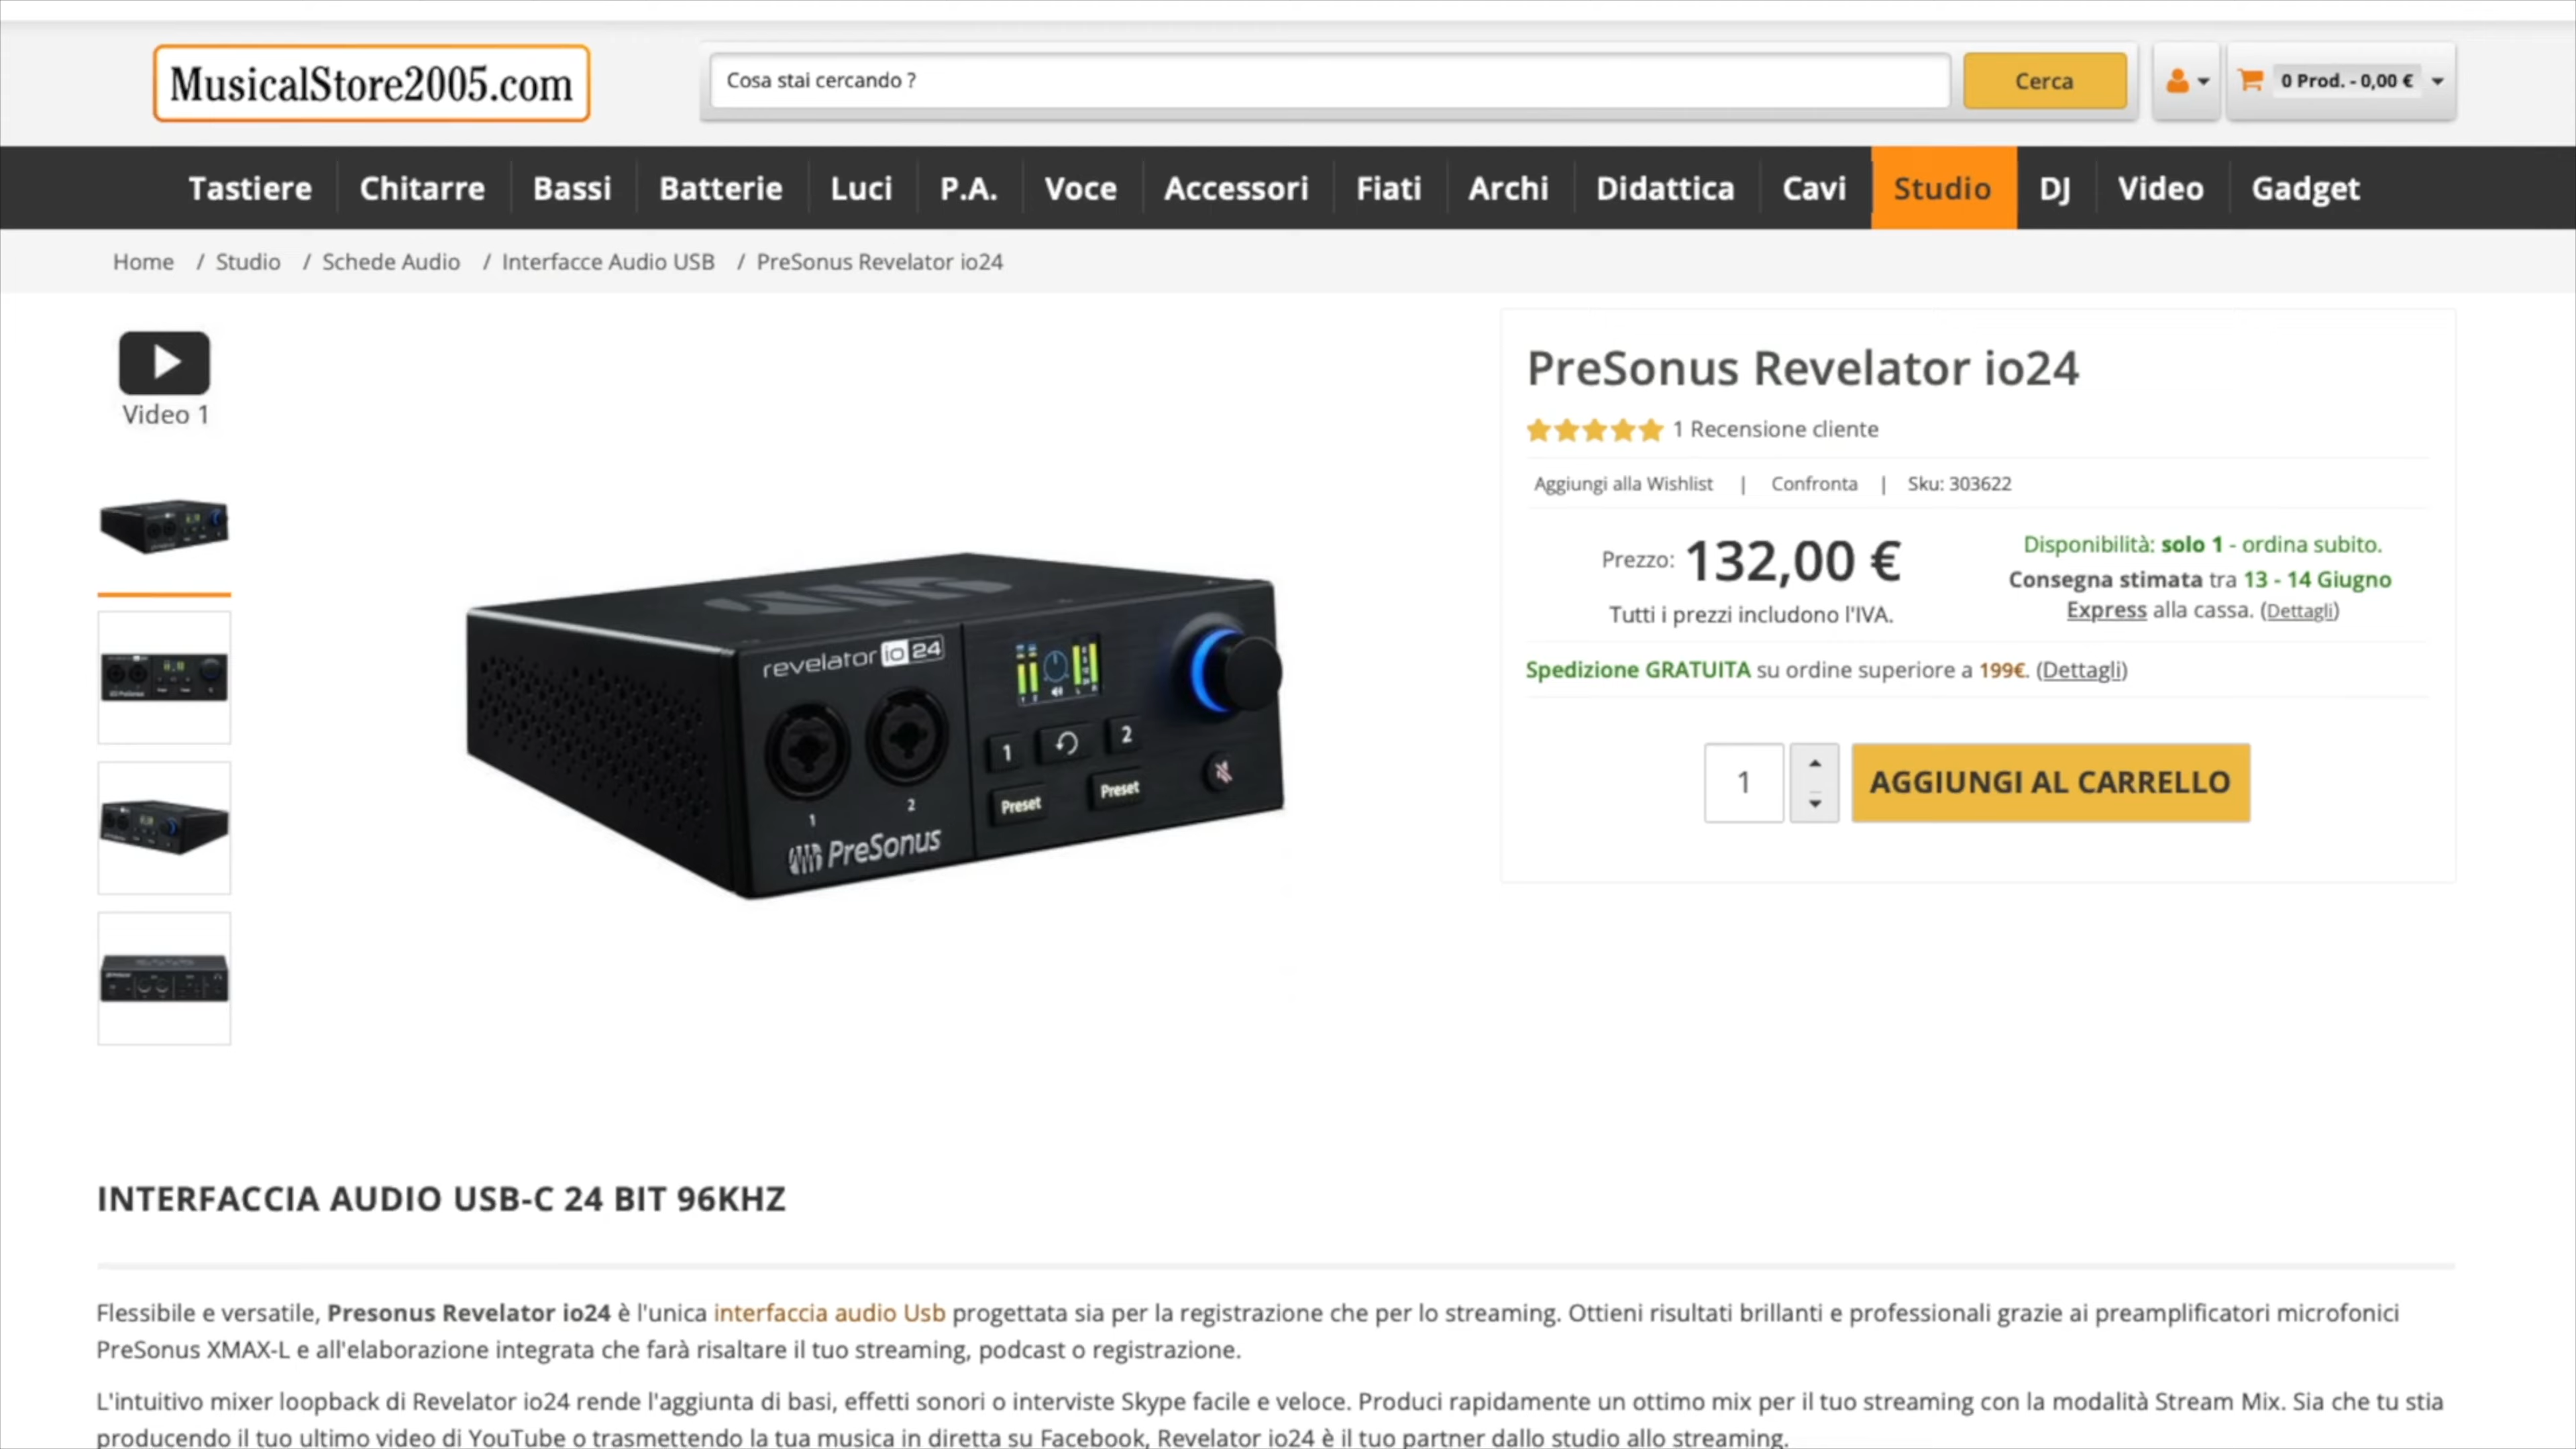 MusicalStore2005.com
Cosa stai cercando ?
Cerca
0 Prod. - 0,00 €
Tastiere Chitarre Bassi Batterie Luci P.A. Voce Accessori Fiati Archi Didattica Cavi Studio DJ Video Gadget
Home / Studio / Schede Audio / Interfacce Audio USB / PreSonus Revelator io24
Video 1
revelator io 24
1
2
Preset
Preset
1
2
PreSonus
PreSonus Revelator io24
1 Recensione cliente
Aggiungi alla Wishlist | Confronta | Sku: 303622
Prezzo: 132,00 €
Tutti i prezzi includono l'IVA.
Disponibilità: solo 1 - ordina subito.
Consegna stimata tra 13 - 14 Giugno
Express alla cassa. (Dettagli)
Spedizione GRATUITA su ordine superiore a 199€. (Dettagli)
1
AGGIUNGI AL CARRELLO
INTERFACCIA AUDIO USB-C 24 BIT 96KHZ
Flessibile e versatile, Presonus Revelator io24 è l'unica interfaccia audio Usb progettata sia per la registrazione che per lo streaming. Ottieni risultati brillanti e professionali grazie ai preamplificatori microfonici
PreSonus XMAX-L e all'elaborazione integrata che farà risaltare il tuo streaming, podcast o registrazione.
L'intuitivo mixer loopback di Revelator io24 rende l'aggiunta di basi, effetti sonori o interviste Skype facile e veloce. Produci rapidamente un ottimo mix per il tuo streaming con la modalità Stream Mix. Sia che tu stia
producendo il tuo ultimo video di YouTube o trasmettendo la tua musica in diretta su Facebook, Revelator io24 è il tuo partner dallo studio allo streaming.